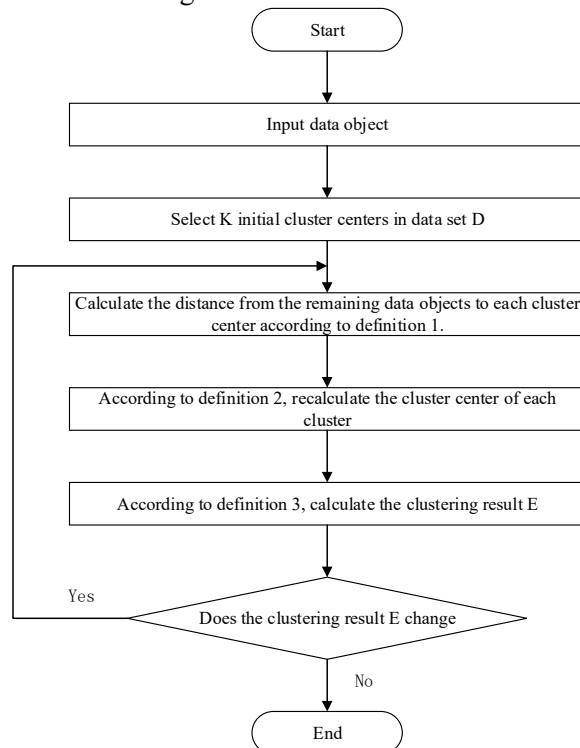 Start
Input data object
Select K initial cluster centers in data set D
Calculate the distance from the remaining data objects to each cluster
center according to definition 1.
According to definition 2, recalculate the cluster center of each
cluster
According to definition 3, calculate the clustering result E
Does the clustering result E change
Yes
No
End